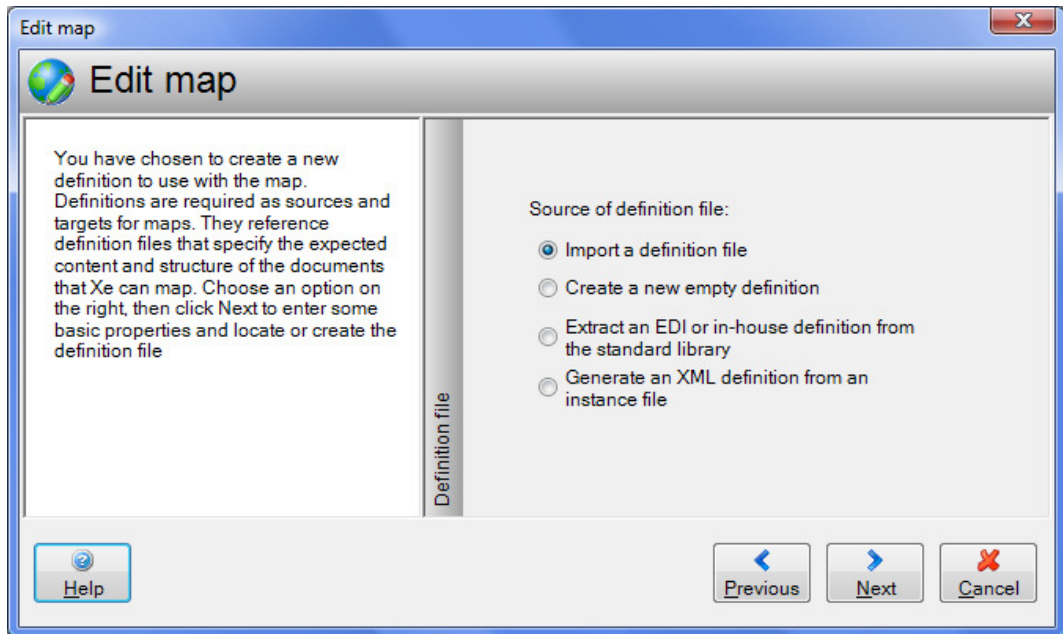 Edit map
Edit map
You have chosen to create a new
definition to use with the map.
Definitions are required as sources and
targets for maps. They reference
definition files that specify the expected
content and structure of the documents
that Xe can map. Choose an option on
the right, then click Next to enter some
basic properties and locate or create the
definition file
Definition file
Source of definition file:
Import a definition file
Create a new empty definition
Extract an EDI or in-house definition from
the standard library
Generate an XML definition from an
instance file
Help
Previous
Next
Cancel